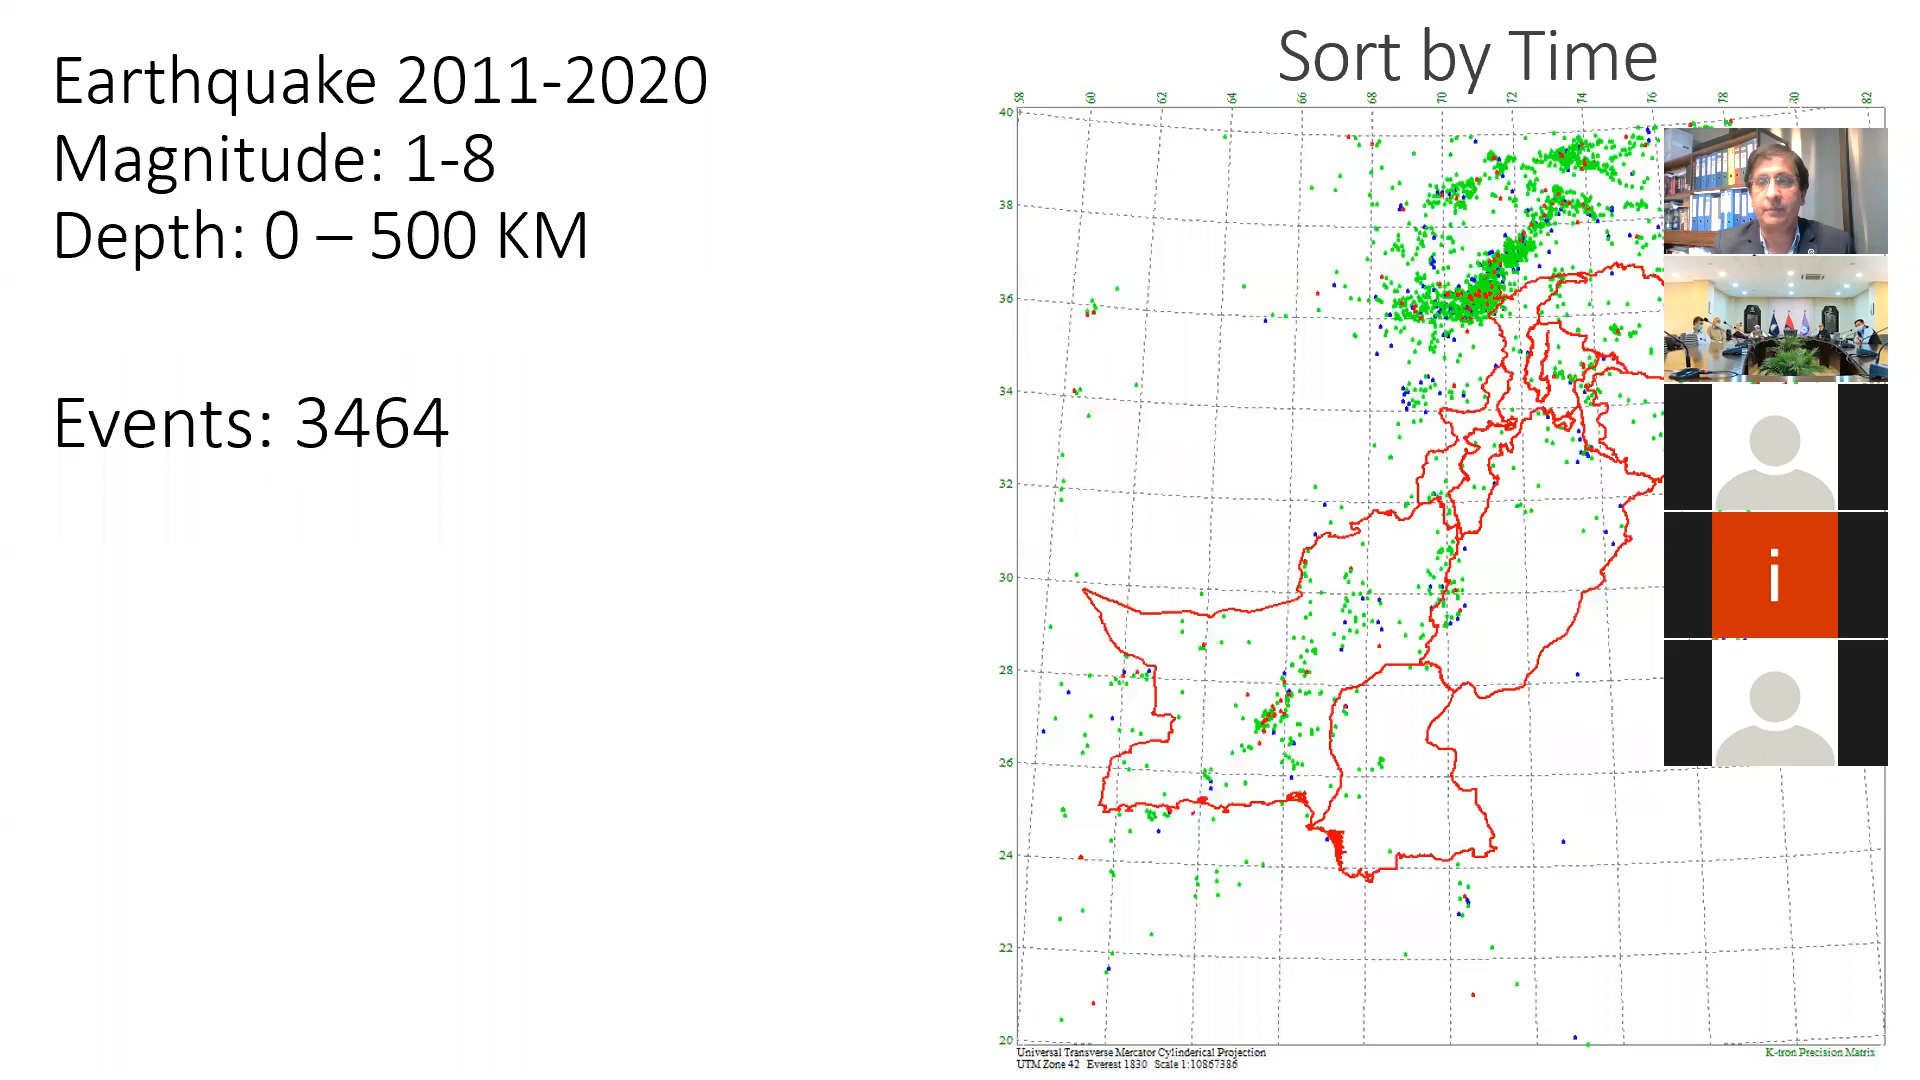 Earthquake 2011-2020
Magnitude: 1-8
Depth: 0 – 500 KM
Events: 3464
Sort by Time
58 60 62 64 66 68 70 72 74 76 78 80 82
40
38
36
34
32
30
28
26
24
22
20
i
Universal Transverse Mercator Cylinderical Projection
UTM Zone 42 Everest 1830 Scale 1:10867386
K-tron Precision Matrix